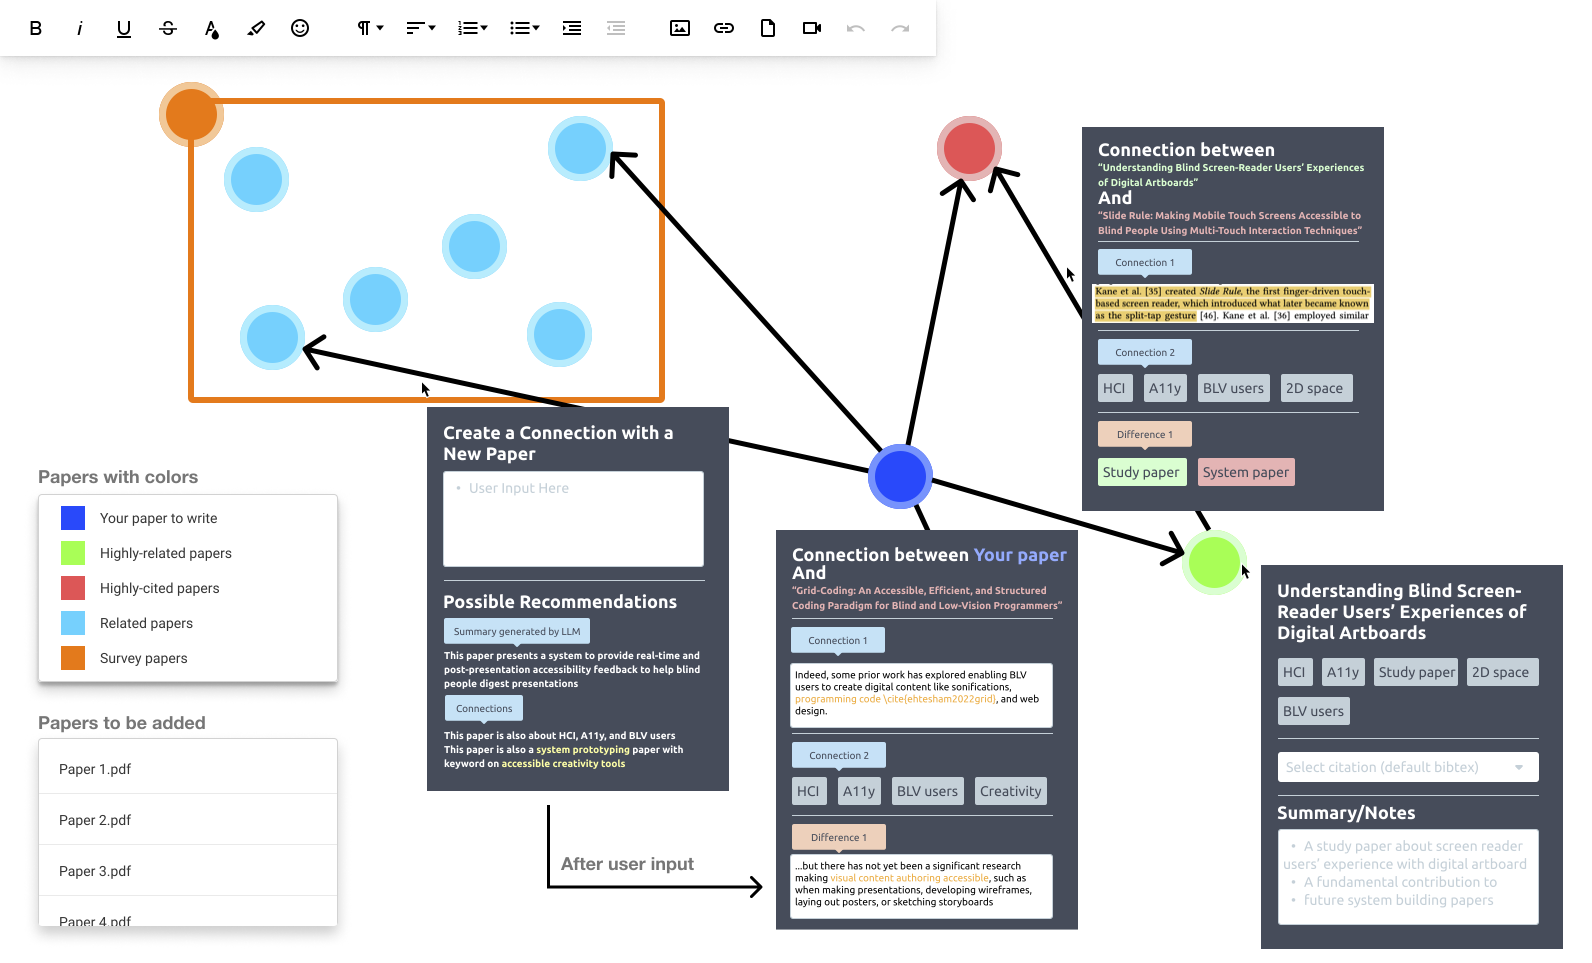 Connection between
“Understanding Blind Screen-Reader Users’ Experiences
of Digital Artboards”
And
“Slide Rule: Making Mobile Touch Screens Accessible to
Blind People Using Multi-Touch Interaction Techniques”
Connection 1
Kane et al. [35] created Slide Rule, the first finger-driven touch-
based screen reader, which introduced what later became known
as the split-tap gesture [46]. Kane et al. [36] employed similar
Connection 2
HCI A11y BLV users 2D space
Difference 1
Study paper System paper
Papers with colors
Your paper to write
Highly-related papers
Highly-cited papers
Related papers
Survey papers
Papers to be added
Paper 1.pdf
Paper 2.pdf
Paper 3.pdf
Paper 4.pdf
Create a Connection with a
New Paper
• User Input Here
Possible Recommendations
Summary generated by LLM
This paper presents a system to provide real-time and
post-presentation accessibility feedback to help blind
people digest presentations
Connections
This paper is also about HCI, A11y, and BLV users
This paper is also a system prototyping paper with
keyword on accessible creativity tools
After user input
Connection between Your paper
And
“Grid-Coding: An Accessible, Efficient, and Structured
Coding Paradigm for Blind and Low-Vision Programmers”
Connection 1
Indeed, some prior work has explored enabling BLV
users to create digital content like sonifications,
programming code \cite{ehtesham2022grid}, and web
design.
Connection 2
HCI A11y BLV users Creativity
Difference 1
...but there has not yet been a significant research
making visual content authoring accessible, such as
when making presentations, developing wireframes,
laying out posters, or sketching storyboards
Understanding Blind Screen-
Reader Users’ Experiences of
Digital Artboards
HCI A11y Study paper 2D space
BLV users
Select citation (default bibtex)
Summary/Notes
• A study paper about screen reader
users’ experience with digital artboard
• A fundamental contribution to
• future system building papers